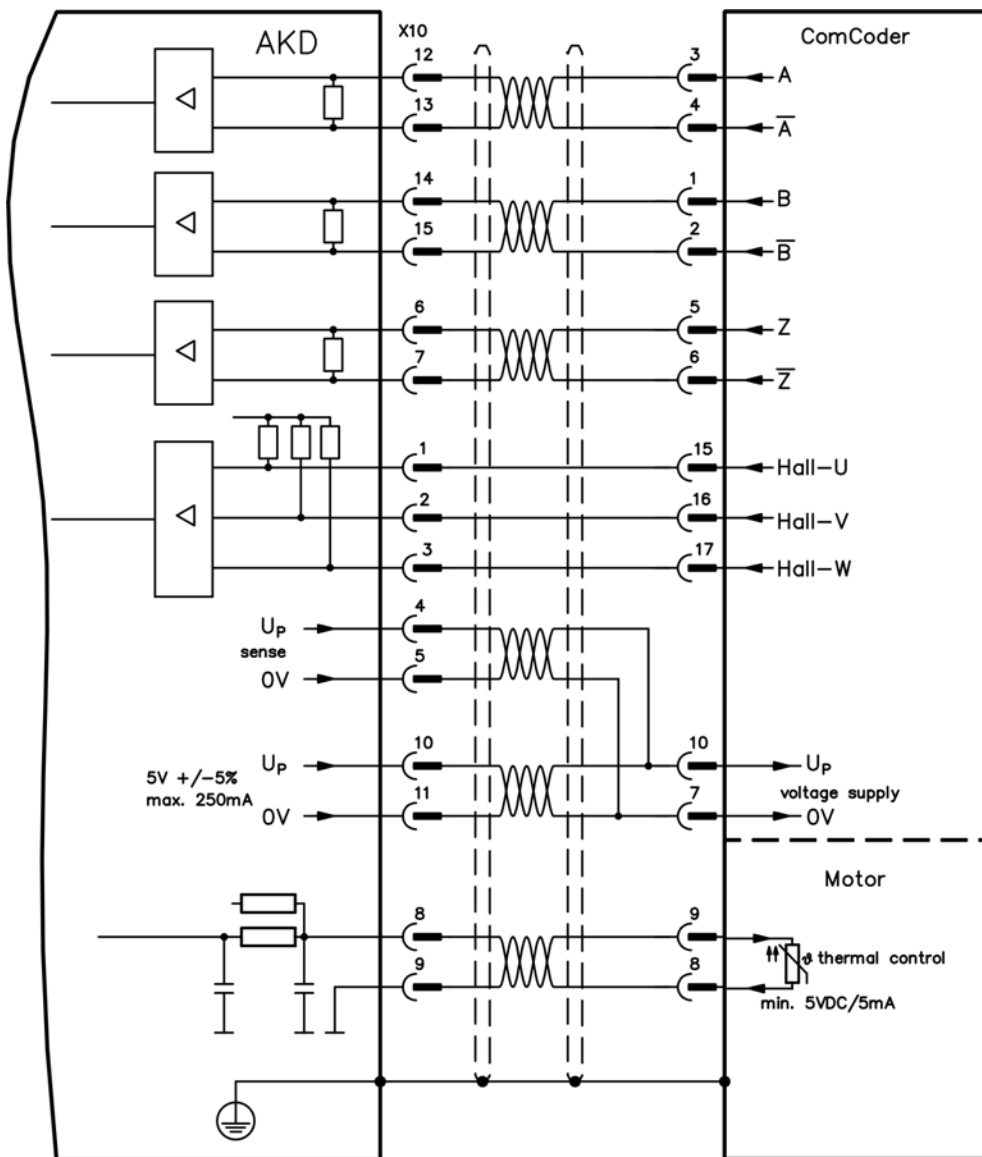 AKD X10 ComCoder
12 3 A
13 4 A̅
14 1 B
15 2 B̅
6 5 Z
7 6 Z̅
1 15 Hall-U
2 16 Hall-V
3 17 Hall-W
UP 4
sense
0V 5
5V +/-5%
max. 250mA
UP 10 10 UP
voltage supply
0V 11 7 0V
Motor
8 9
ϑ thermal control
9 8
min. 5VDC/5mA